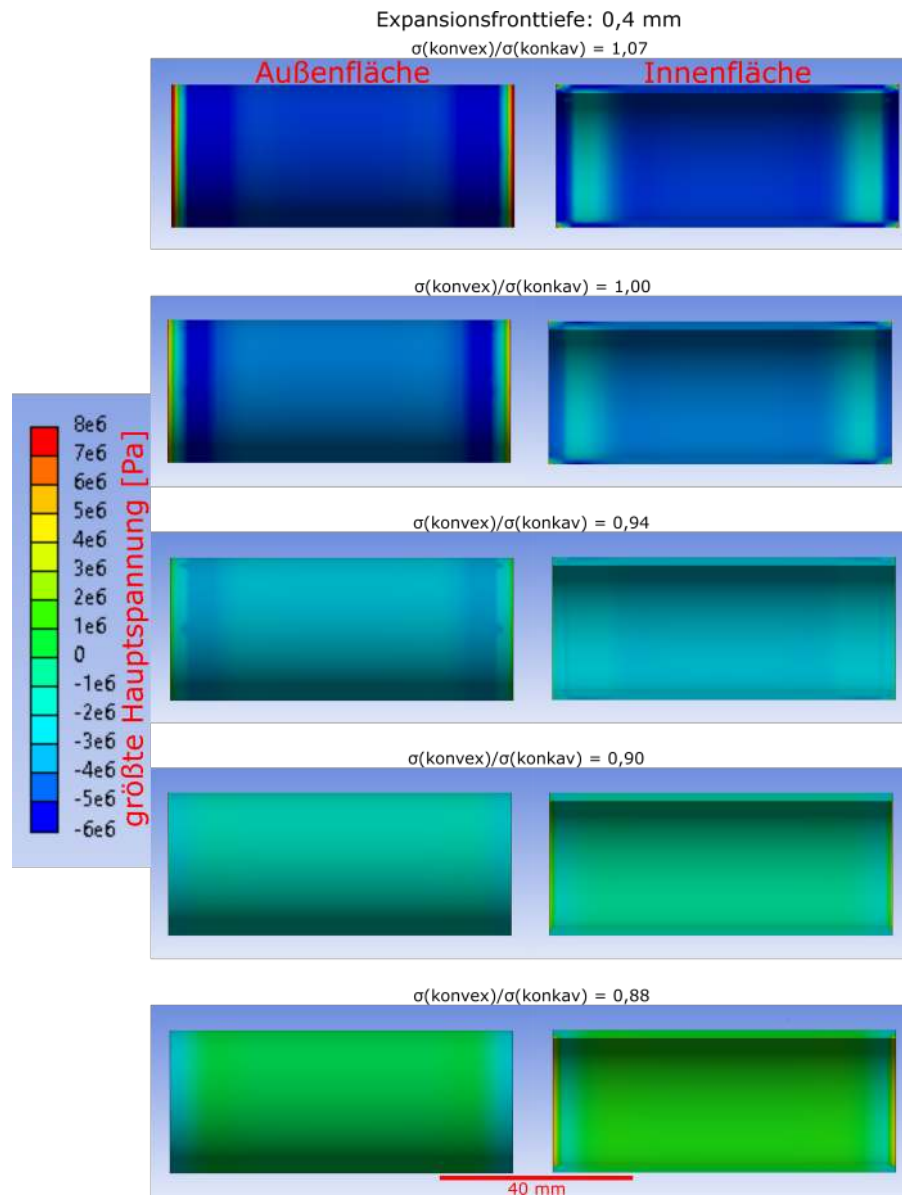 Expansionsfronttiefe: 0,4 mm
σ(konvex)/σ(konkav) = 1,07
Außenfläche
Innenfläche
σ(konvex)/σ(konkav) = 1,00
größte Hauptspannung [Pa]
8e6
7e6
6e6
5e6
4e6
3e6
2e6
1e6
0
-1e6
-2e6
-3e6
-4e6
-5e6
-6e6
σ(konvex)/σ(konkav) = 0,94
σ(konvex)/σ(konkav) = 0,90
σ(konvex)/σ(konkav) = 0,88
40 mm